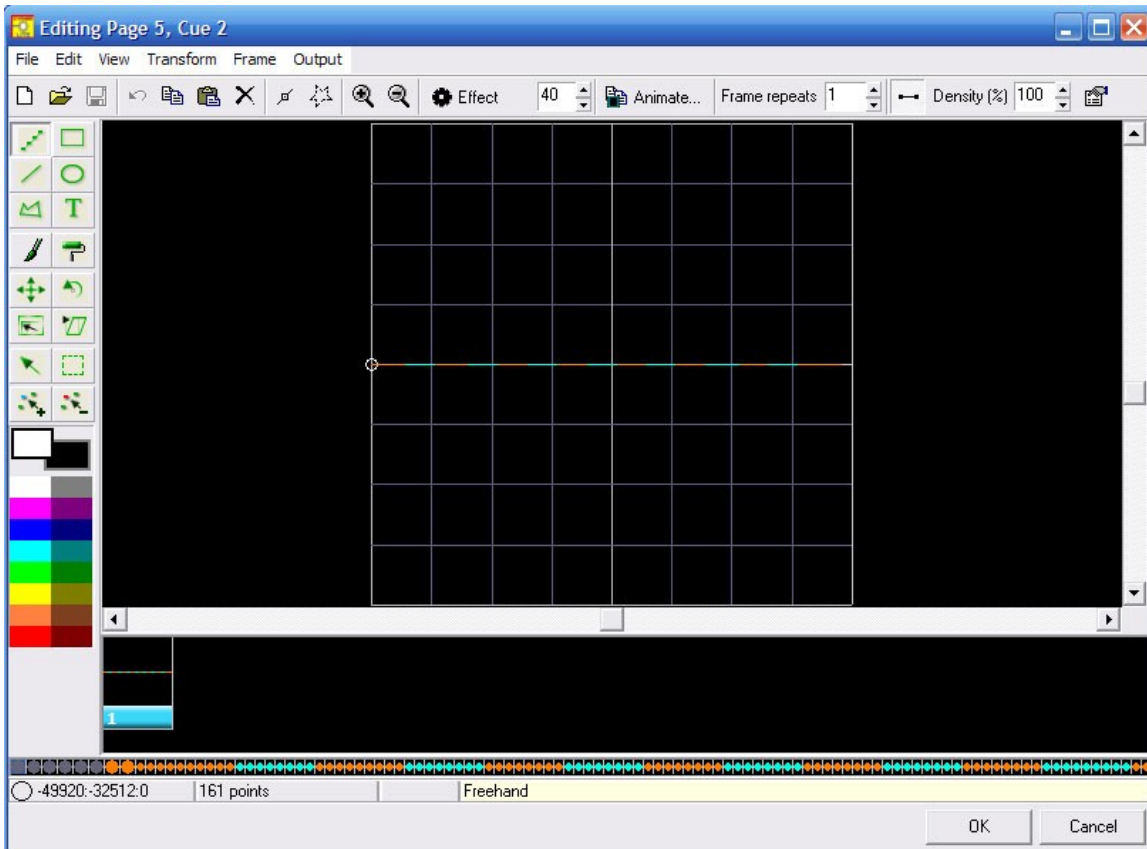 Editing Page 5, Cue 2
File Edit View Transform Frame Output
Effect 40 Animate... Frame repeats 1 Density (%) 100
T
1
-49920:-32512:0 161 points Freehand
OK Cancel